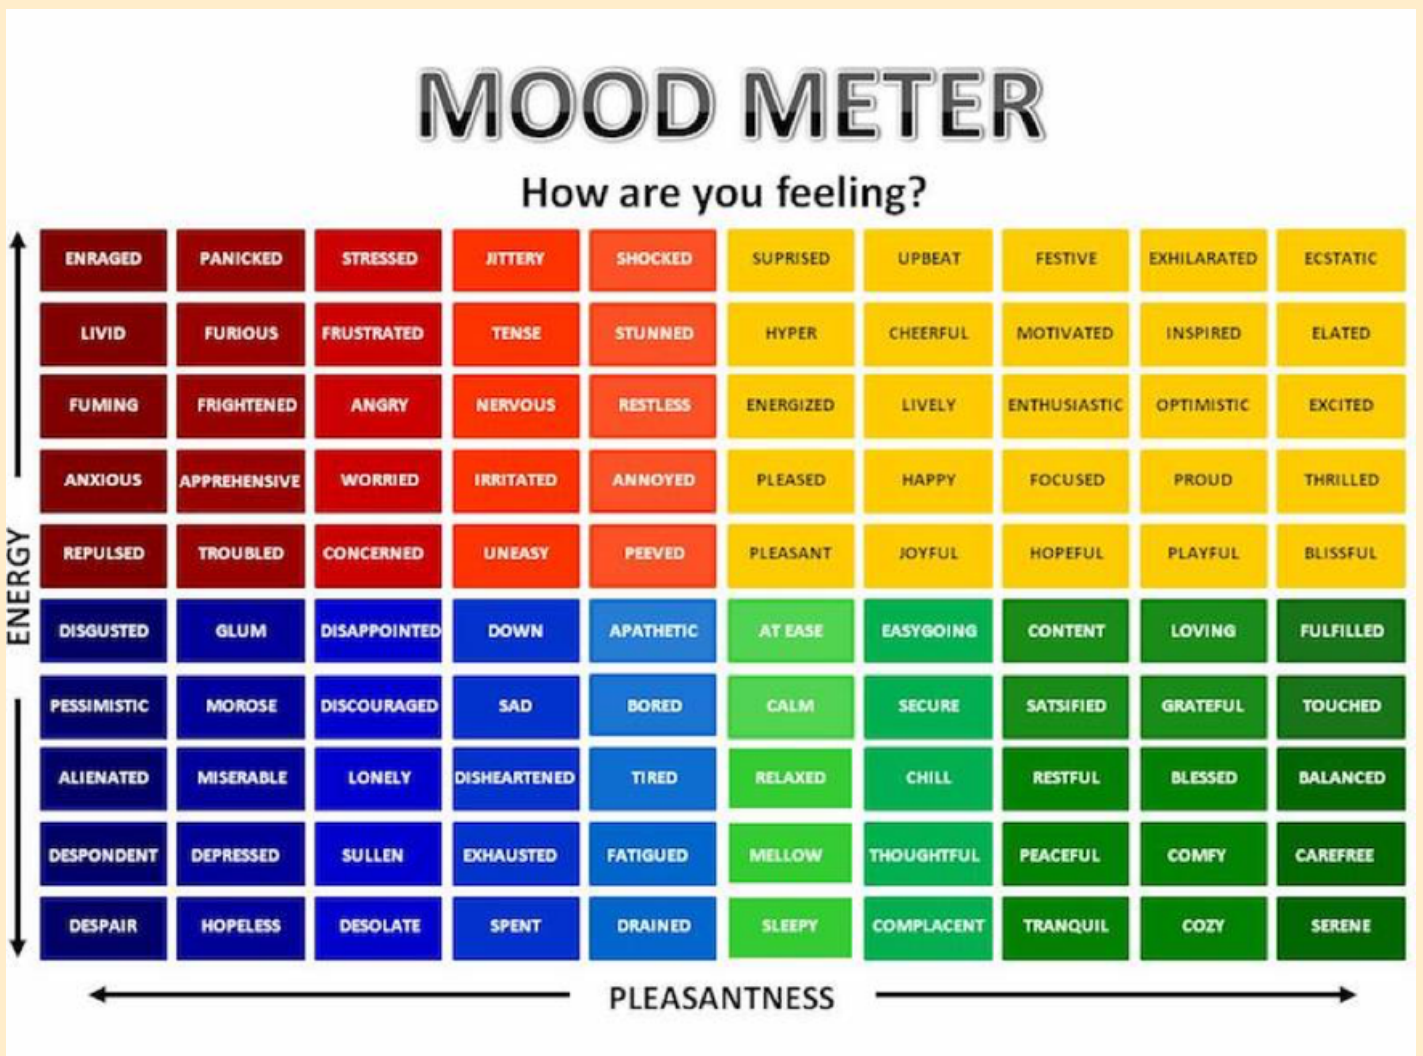 MOOD METER
How are you feeling?
ENRAGED PANICKED STRESSED JITTERY SHOCKED SUPRISED UPBEAT FESTIVE EXHILARATED ECSTATIC
LIVID FURIOUS FRUSTRATED TENSE STUNNED HYPER CHEERFUL MOTIVATED INSPIRED ELATED
FUMING FRIGHTENED ANGRY NERVOUS RESTLESS ENERGIZED LIVELY ENTHUSIASTIC OPTIMISTIC EXCITED
ANXIOUS APPREHENSIVE WORRIED IRRITATED ANNOYED PLEASED HAPPY FOCUSED PROUD THRILLED
REPULSED TROUBLED CONCERNED UNEASY PEEVED PLEASANT JOYFUL HOPEFUL PLAYFUL BLISSFUL
ENERGY
DISGUSTED GLUM DISAPPOINTED DOWN APATHETIC AT EASE EASYGOING CONTENT LOVING FULFILLED
PESSIMISTIC MOROSE DISCOURAGED SAD BORED CALM SECURE SATSIFIED GRATEFUL TOUCHED
ALIENATED MISERABLE LONELY DISHEARTENED TIRED RELAXED CHILL RESTFUL BLESSED BALANCED
DESPONDENT DEPRESSED SULLEN EXHAUSTED FATIGUED MELLOW THOUGHTFUL PEACEFUL COMFY CAREFREE
DESPAIR HOPELESS DESOLATE SPENT DRAINED SLEEPY COMPLACENT TRANQUIL COZY SERENE
PLEASANTNESS